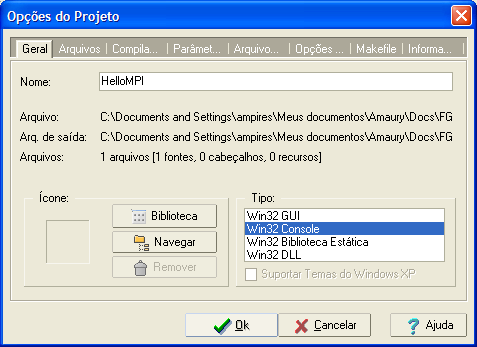 Opções do Projeto
Geral Arquivos Compila... Parâmet... Arquivo... Opções ... Makefile Informa...
Nome: HelloMPI
Arquivo: C:\Documents and Settings\ampires\Meus documentos\Amaury\Docs\FG
Arq. de saída: C:\Documents and Settings\ampires\Meus documentos\Amaury\Docs\FG
Arquivos: 1 arquivos [1 fontes, 0 cabeçalhos, 0 recursos]
Ícone:
Biblioteca
Navegar
Remover
Tipo:
Win32 GUI
Win32 Console
Win32 Biblioteca Estática
Win32 DLL
Suportar Temas do Windows XP
Ok Cancelar Ajuda